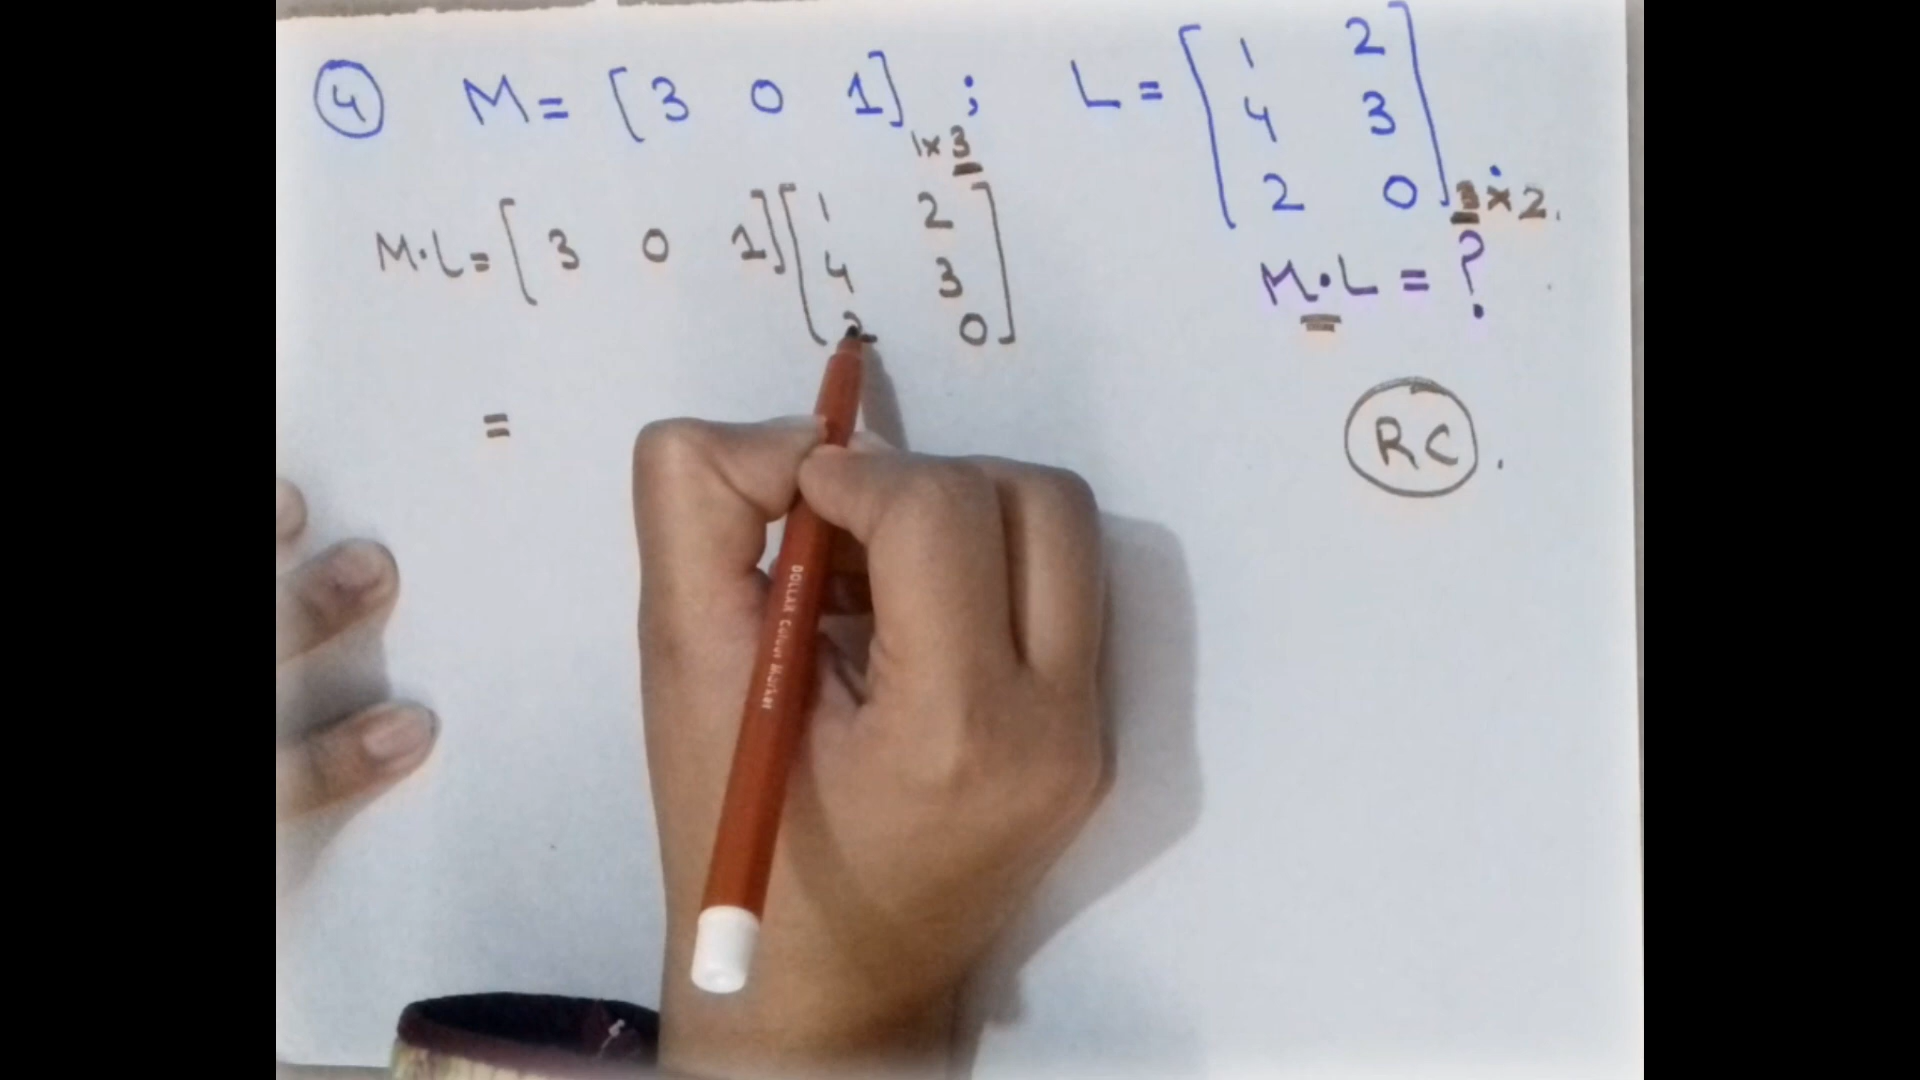 4 M = [3 0 1] 1×3 ; L = [1 2
4 3
2 0] 3×2.
M·L = [3 0 1] [1 2
4 3
2 0]
M·L = ?
=
RC.
DOLLAR Color Marker